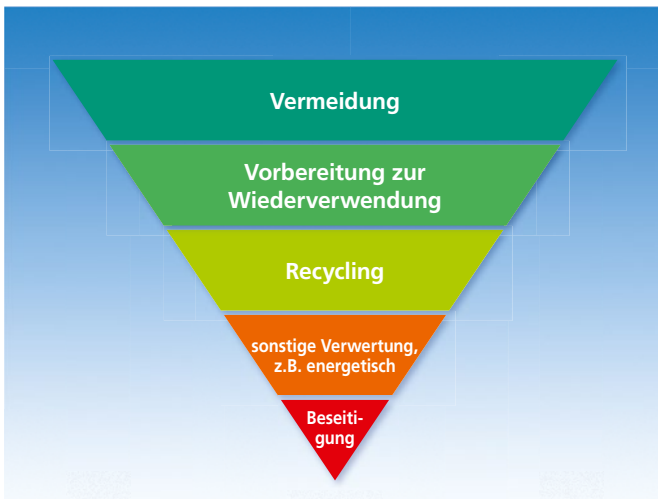 Vermeidung
Vorbereitung zur
Wiederverwendung
Recycling
sonstige Verwertung,
z.B. energetisch
Beseiti-
gung